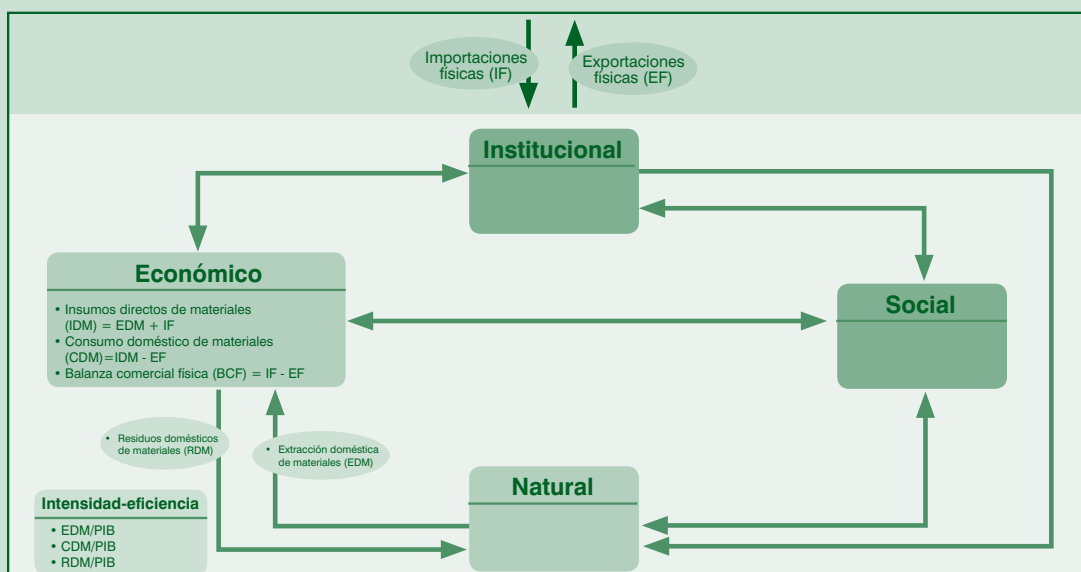 Importaciones
físicas (IF)
Exportaciones
físicas (EF)
Institucional
Económico
• Insumos directos de materiales
(IDM) = EDM + IF
• Consumo doméstico de materiales
(CDM)=IDM - EF
• Balanza comercial física (BCF) = IF - EF
Social
• Residuos domésticos
de materiales (RDM)
• Extracción doméstica
de materiales (EDM)
Natural
Intensidad-eficiencia
• EDM/PIB
• CDM/PIB
• RDM/PIB